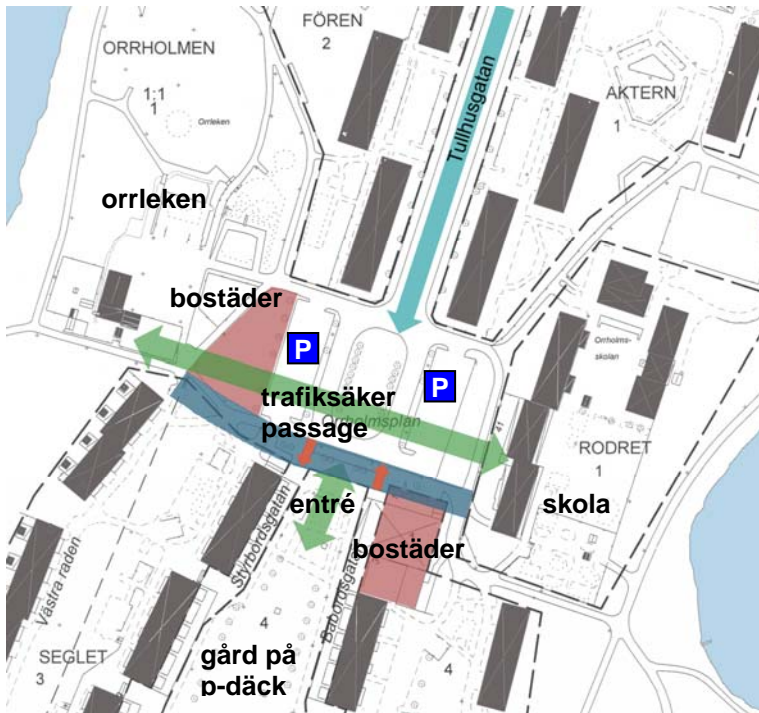 FÖREN
2
ORRHOLMEN
1:1
1
Orrleken
Tullhusgatan
AKTERN
1
orrleken
bostäder
P
P
Orrholms-
skolan
trafiksäker
passage
Orrholmsplan
41
RODRET
1
entré
skola
bostäder
Styrbordsgatan
Babordsgatan
Västra raden
4
SEGLET
3
gård på
p-däck
4